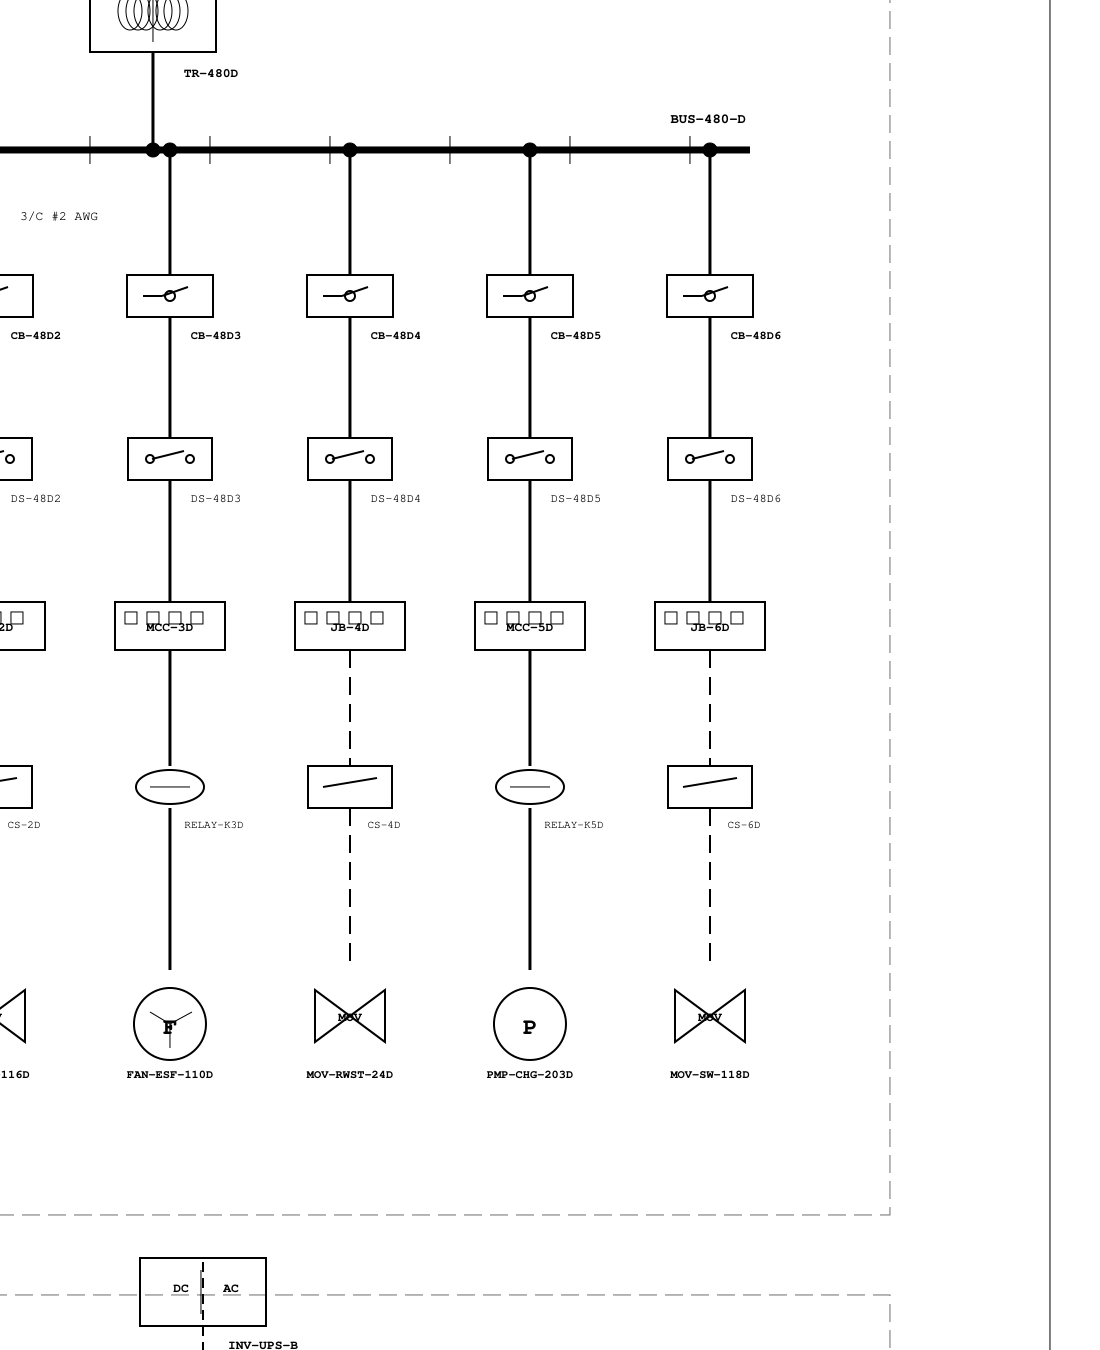 TR-480D
BUS-480-D
3/C #2 AWG
CB-48D2 CB-48D3 CB-48D4 CB-48D5 CB-48D6
DS-48D2 DS-48D3 DS-48D4 DS-48D5 DS-48D6
2D MCC-3D JB-4D MCC-5D JB-6D
CS-2D RELAY-K3D CS-4D RELAY-K5D CS-6D
F MOV P MOV
116D FAN-ESF-110D MOV-RWST-24D PMP-CHG-203D MOV-SW-118D
DC AC
INV-UPS-B